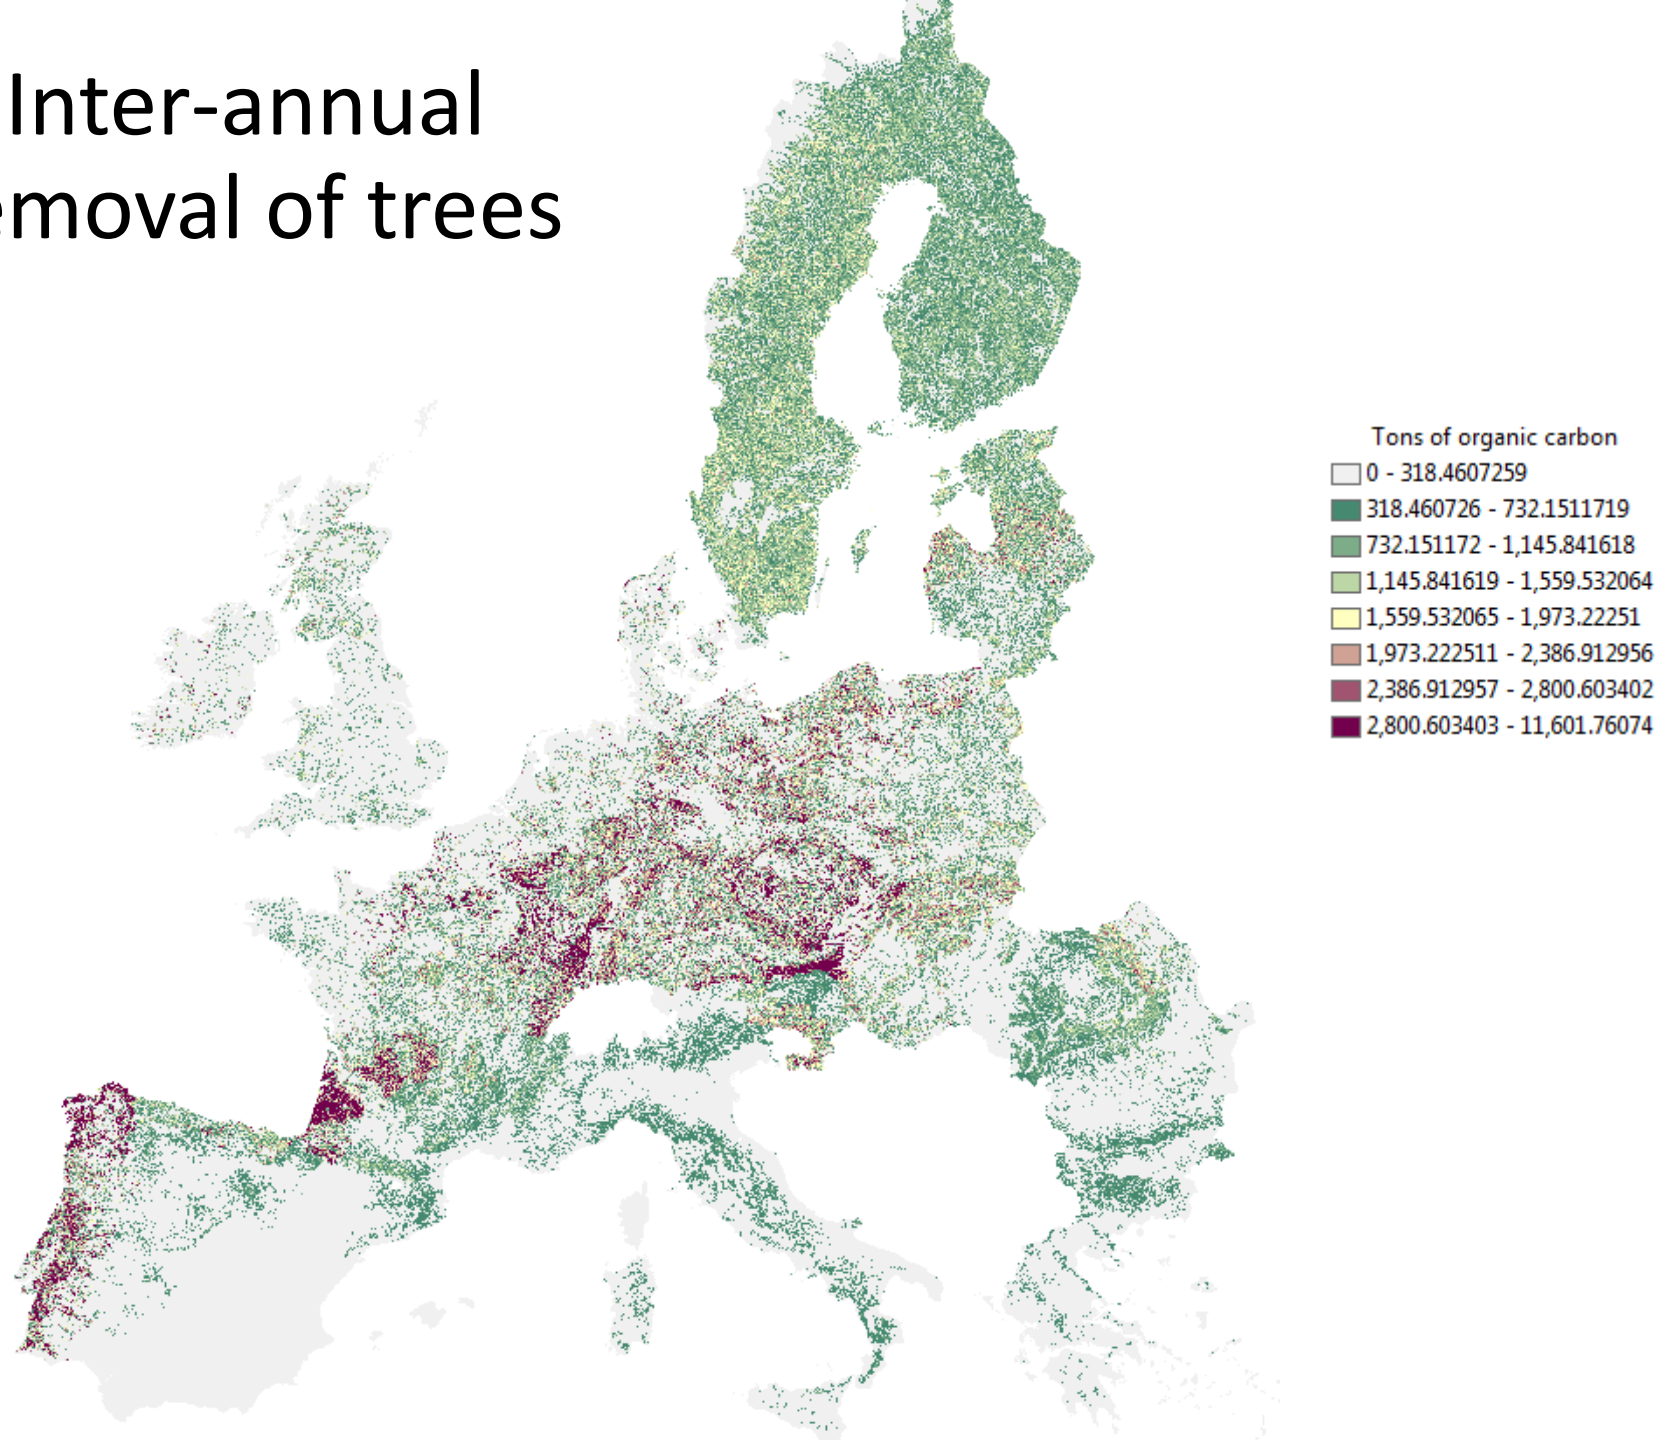 Inter-annual
emoval of trees
Tons of organic carbon
0 - 318.4607259
318.460726 - 732.1511719
732.151172 - 1,145.841618
1,145.841619 - 1,559.532064
1,559.532065 - 1,973.22251
1,973.222511 - 2,386.912956
2,386.912957 - 2,800.603402
2,800.603403 - 11,601.76074